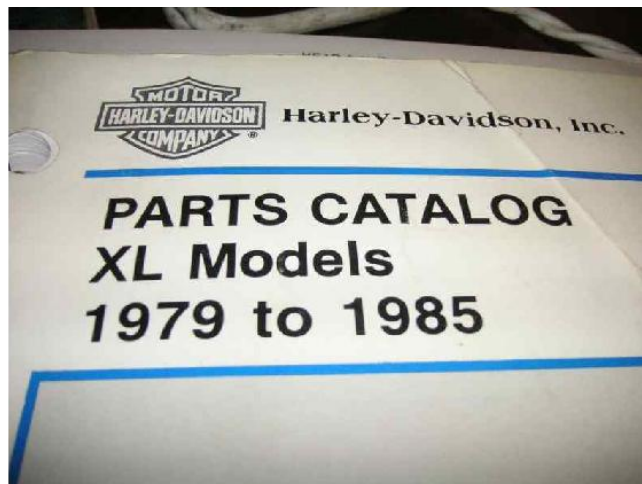 MOTOR
HARLEY-DAVIDSON
COMPANY ®
Harley-Davidson, Inc.
PARTS CATALOG
XL Models
1979 to 1985